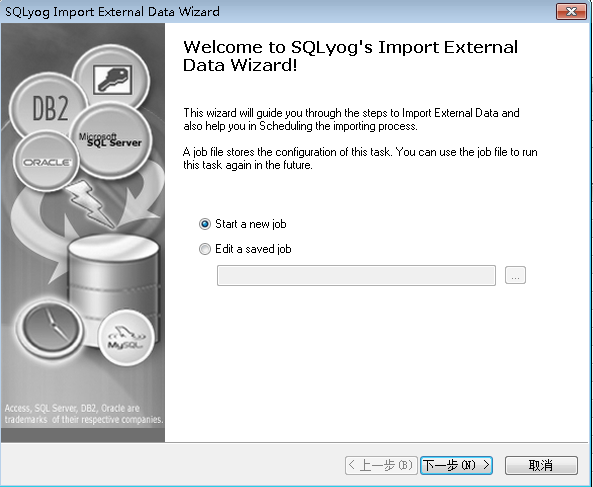 SQLyog Import External Data Wizard
Welcome to SQLyog's Import External
Data Wizard!
This wizard will guide you through the steps to Import External Data and
also help you in Scheduling the importing process.
A job file stores the configuration of this task. You can use the job file to run
this task again in the future.
Start a new job
Edit a saved job
...
DB2
Microsoft
SQL Server
ORACLE
MySQL
Access, SQL Server, DB2, Oracle are
trademarks of their respective companies.
< 上一步(B)
下一步(N) >
取消